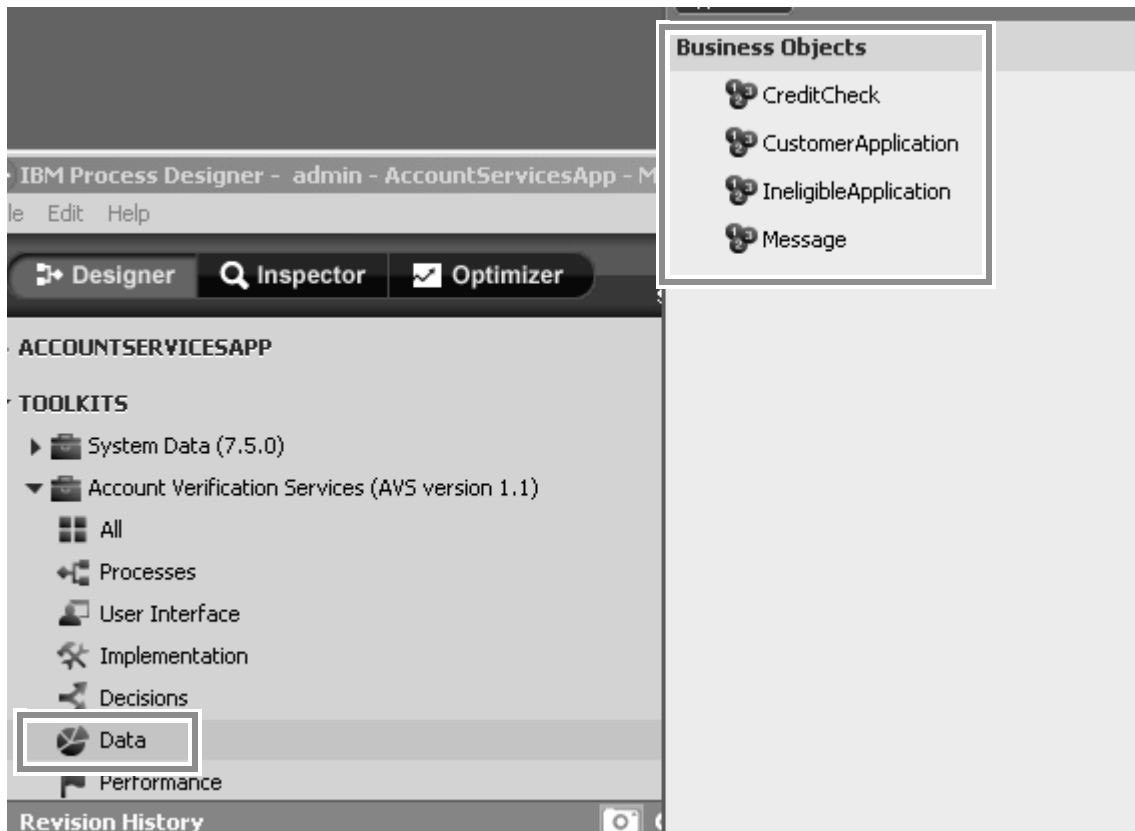 Business Objects
CreditCheck
CustomerApplication
IneligibleApplication
Message
IBM Process Designer - admin - AccountServicesApp - M
le Edit Help
Designer Inspector Optimizer
ACCOUNTSERVICESAPP
TOOLKITS
System Data (7.5.0)
Account Verification Services (AVS version 1.1)
All
Processes
User Interface
Implementation
Decisions
Data
Performance
Revision History